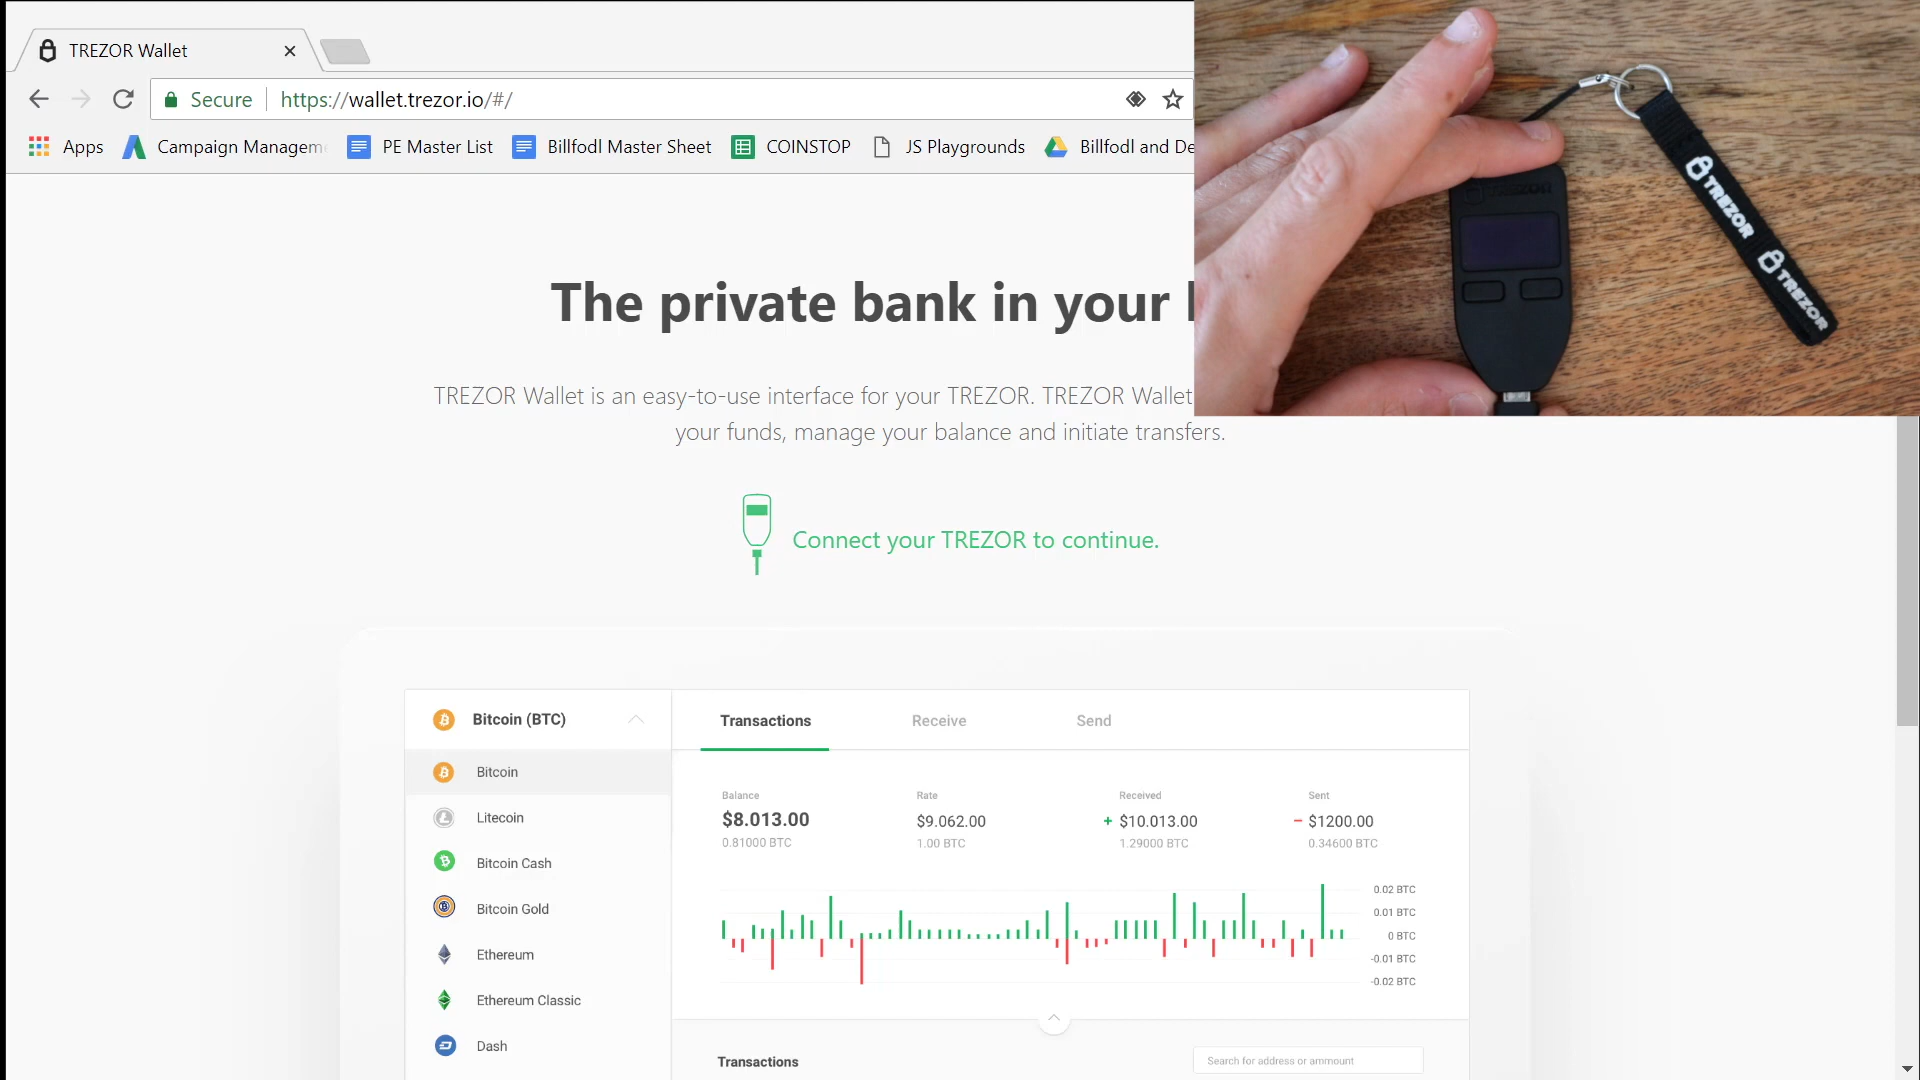 TREZOR Wallet
Secure https://wallet.trezor.io/#/
Apps Campaign Managem PE Master List Billfodl Master Sheet COINSTOP JS Playgrounds Billfodl and De
TREZOR
TREZOR
TREZOR
The private bank in your
TREZOR Wallet is an easy-to-use interface for your TREZOR. TREZOR Wallet
your funds, manage your balance and initiate transfers.
Connect your TREZOR to continue.
Bitcoin (BTC)
Transactions Receive Send
Bitcoin
Litecoin
Bitcoin Cash
Bitcoin Gold
Ethereum
Ethereum Classic
Dash
Balance Rate Received Sent
$8.013.00 $9.062.00 + $10.013.00 − $1200.00
0.81000 BTC 1.00 BTC 1.29000 BTC 0.34600 BTC
0.02 BTC
0.01 BTC
0 BTC
-0.01 BTC
-0.02 BTC
Transactions
Search for address or ammount